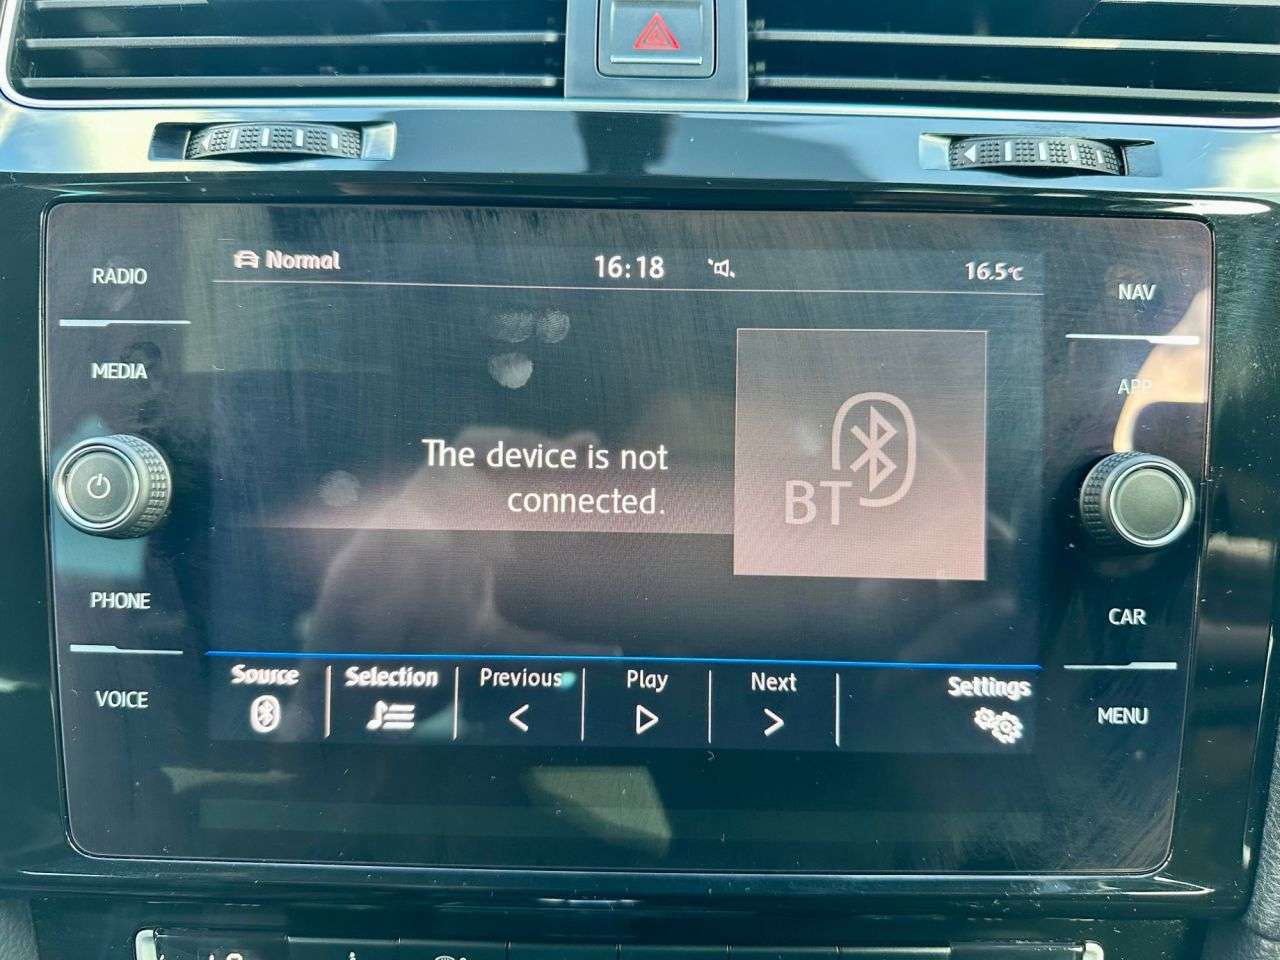 Normal 16:18 16.5°C
RADIO
MEDIA
PHONE
VOICE
The device is not
connected.
BT
Source
Selection
Previous
Play
Next
Settings
NAV
APP
CAR
MENU